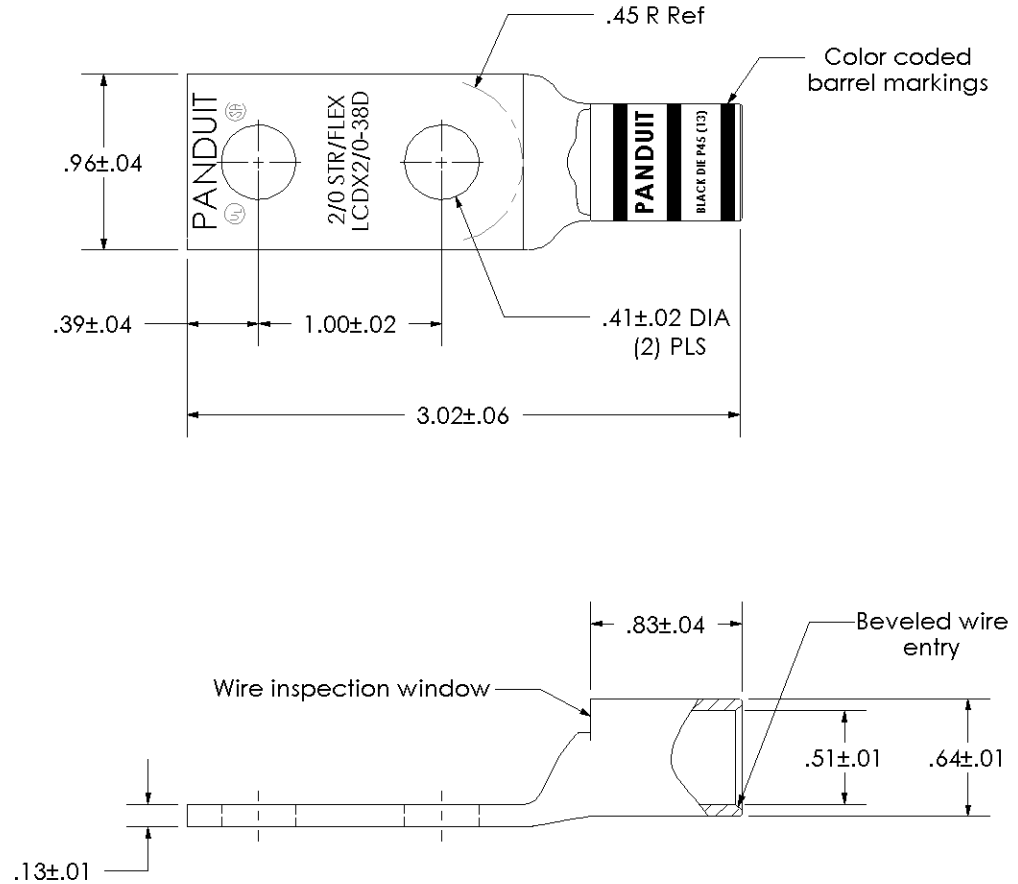 .45 R Ref
Color coded
barrel markings
.96±.04
PANDUIT
SA
UL
2/0 STR/FLEX
LCDX2/0-38D
PANDUIT
BLACK DIE P45 (13)
.39±.04
1.00±.02
.41±.02 DIA
(2) PLS
3.02±.06
.83±.04
Beveled wire
entry
Wire inspection window
.51±.01
.64±.01
.13±.01